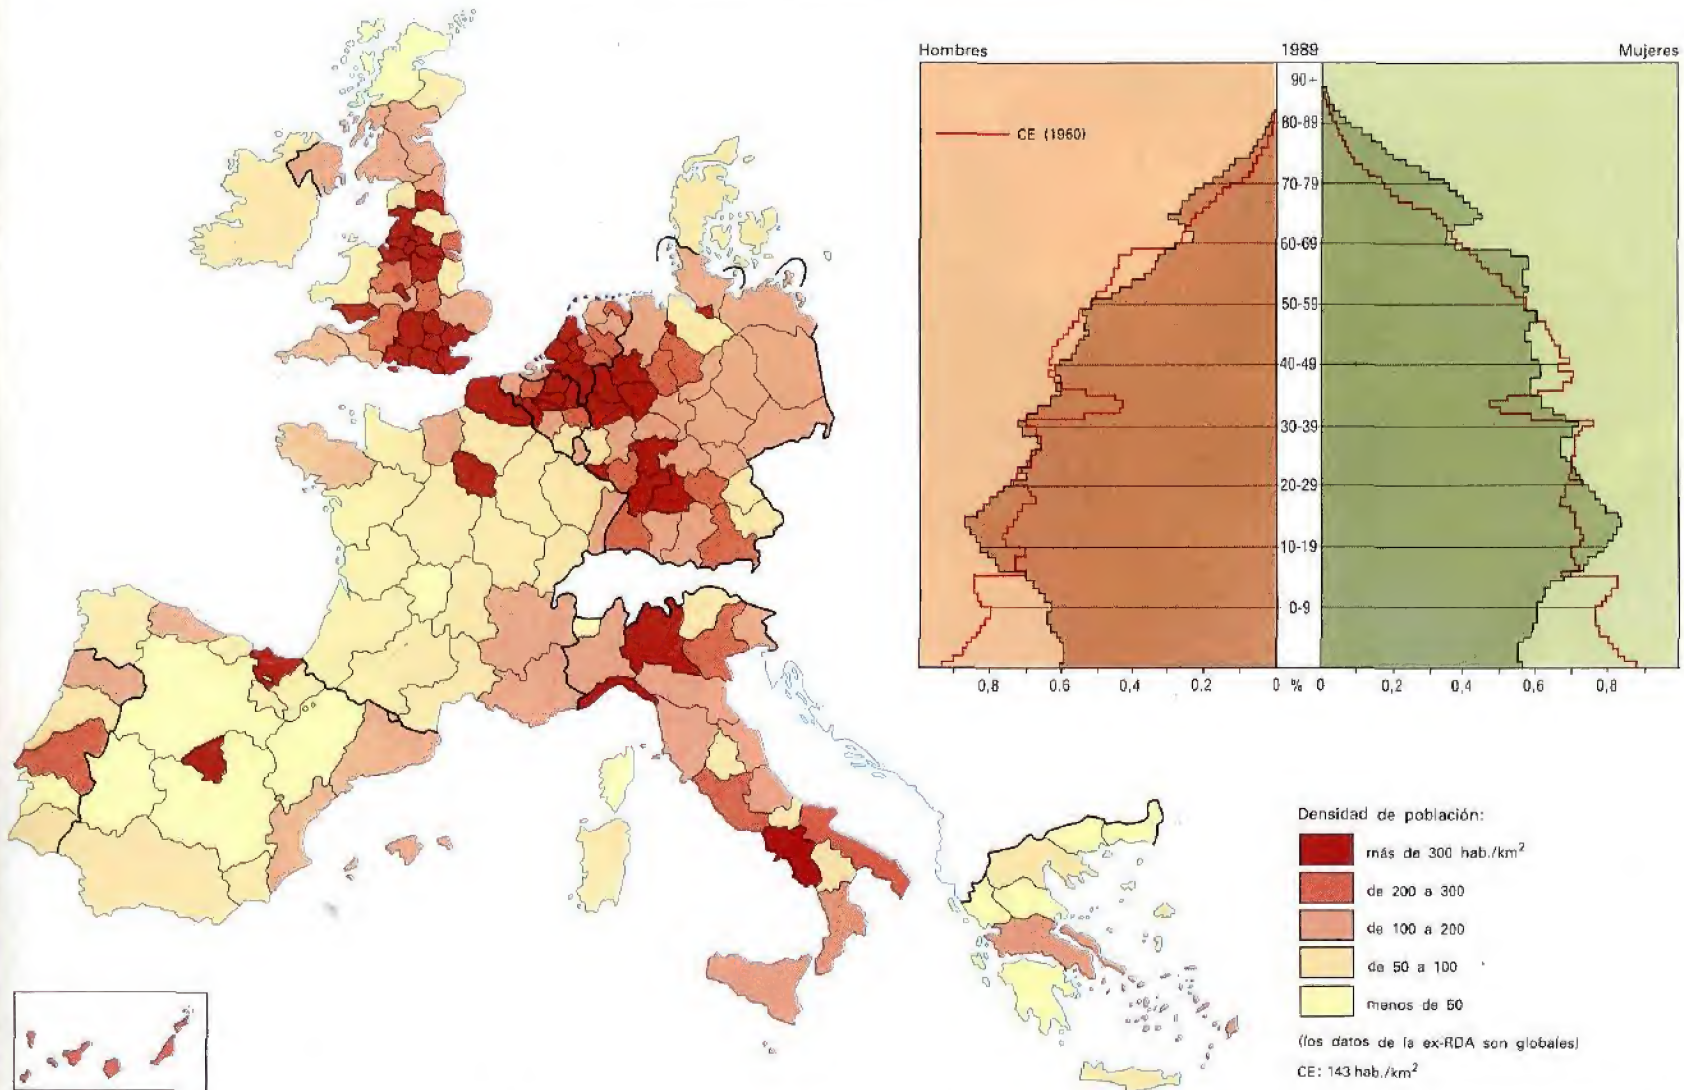 Hombres 1989 Mujeres
90+
CE (1960)
80-89
70-79
60-69
50-59
40-49
30-39
20-29
10-19
0-9
0,8 0,6 0,4 0,2 0 % 0 0,2 0,4 0,6 0,8
Densidad de población:
más de 300 hab./km²
de 200 a 300
de 100 a 200
de 50 a 100
menos de 50
(los datos de la ex-RDA son globales)
CE: 143 hab./km²